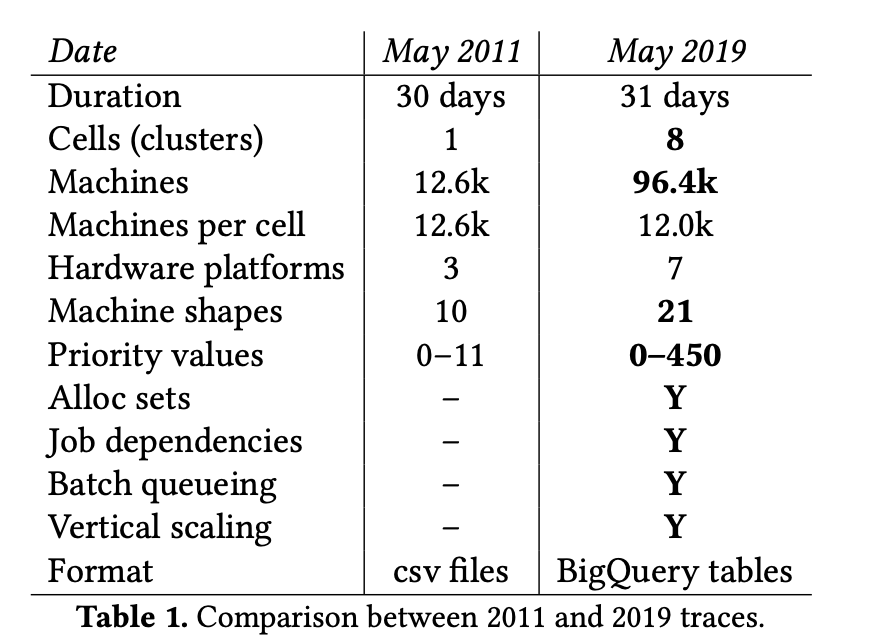 Date May 2011 May 2019
Duration 30 days 31 days
Cells (clusters) 1 8
Machines 12.6k 96.4k
Machines per cell 12.6k 12.0k
Hardware platforms 3 7
Machine shapes 10 21
Priority values 0–11 0–450
Alloc sets – Y
Job dependencies – Y
Batch queueing – Y
Vertical scaling – Y
Format csv files BigQuery tables
Table 1. Comparison between 2011 and 2019 traces.